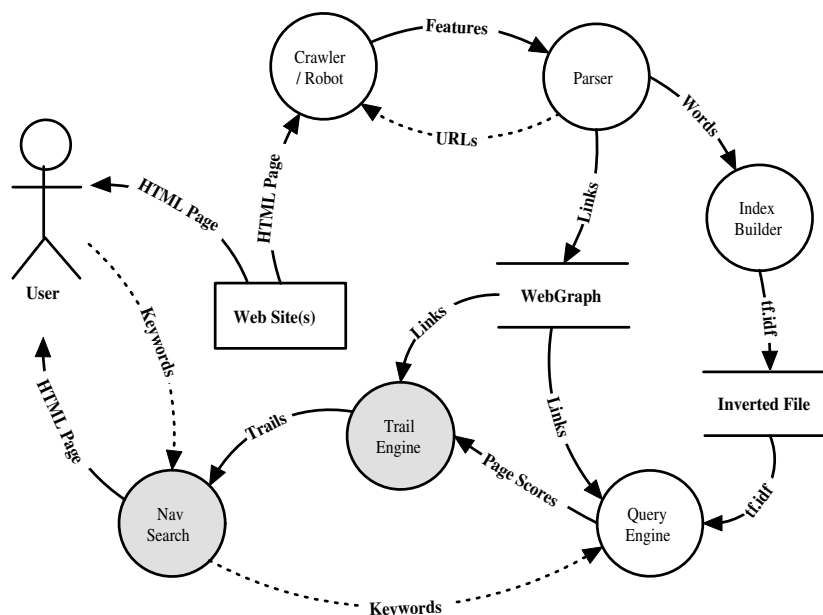 Features
Crawler
/ Robot
Parser
URLs
Words
HTML Page
HTML Page
Links
Index
Builder
User
Web Site(s)
WebGraph
Keywords
Links
tf.idf
HTML Page
Trails
Trail
Engine
Links
Inverted File
Page Scores
Nav
Search
Query
Engine
tf.idf
Keywords